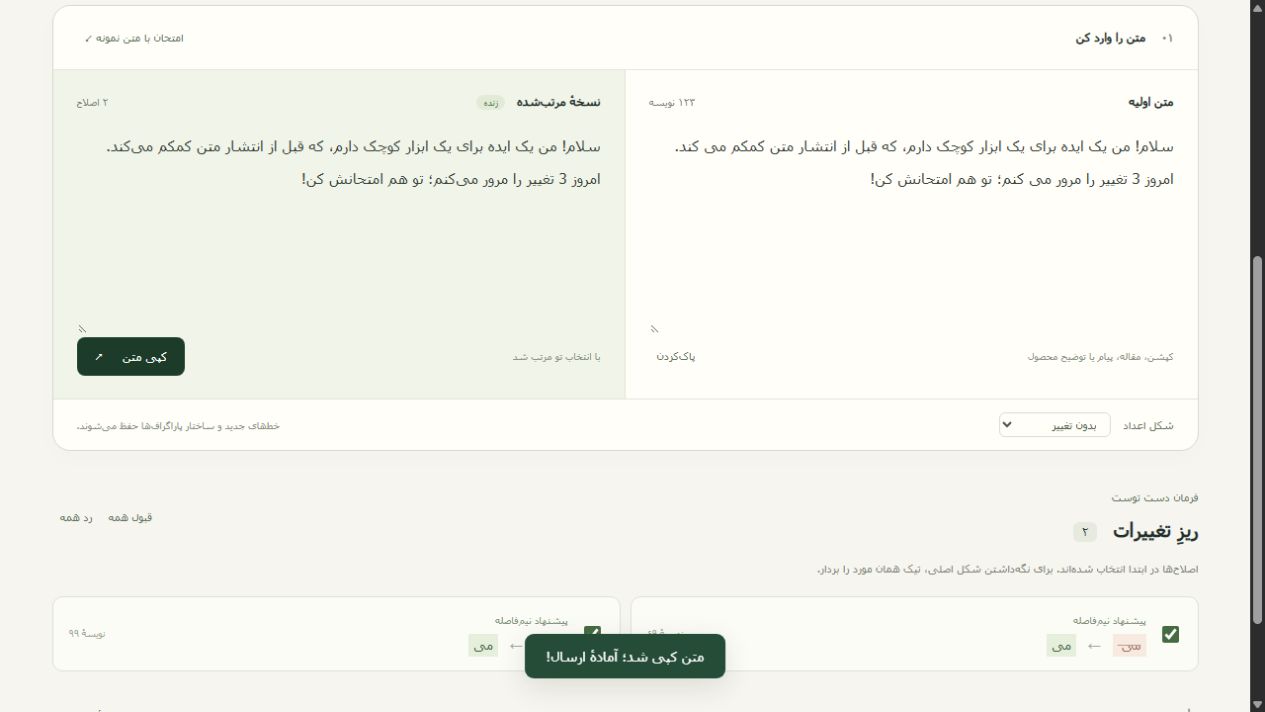 ۰۱ متن را وارد کن
امتحان با متن نمونه ✓
متن اولیه
۱۲۳ نویسه
سلام! من یک ایده برای یک ابزار کوچک دارم، که قبل از انتشار متن کمکم می کند.
امروز 3 تغییر را مرور می کنم؛ تو هم امتحانش کن!
کپشن، مقاله، پیام یا توضیح محصول
پاک‌کردن
نسخهٔ مرتب‌شده زنده
۲ اصلاح
سلام! من یک ایده برای یک ابزار کوچک دارم، که قبل از انتشار متن کمکم می‌کند.
امروز 3 تغییر را مرور می‌کنم؛ تو هم امتحانش کن!
با انتخاب تو مرتب شد
کپی متن ↗
شکل اعداد بدون تغییر
خط‌های جدید و ساختار پاراگراف‌ها حفظ می‌شوند.
فرمان دست توست
ریزِ تغییرات ۲
قبول همه رد همه
اصلاح‌ها در ابتدا انتخاب شده‌اند. برای نگه‌داشتن شکل اصلی، تیک همان مورد را بردار.
پیشنهاد نیم‌فاصله
می ← می
پیشنهاد نیم‌فاصله
نویسهٔ ۹۹
← می
متن کپی شد؛ آمادهٔ ارسال!